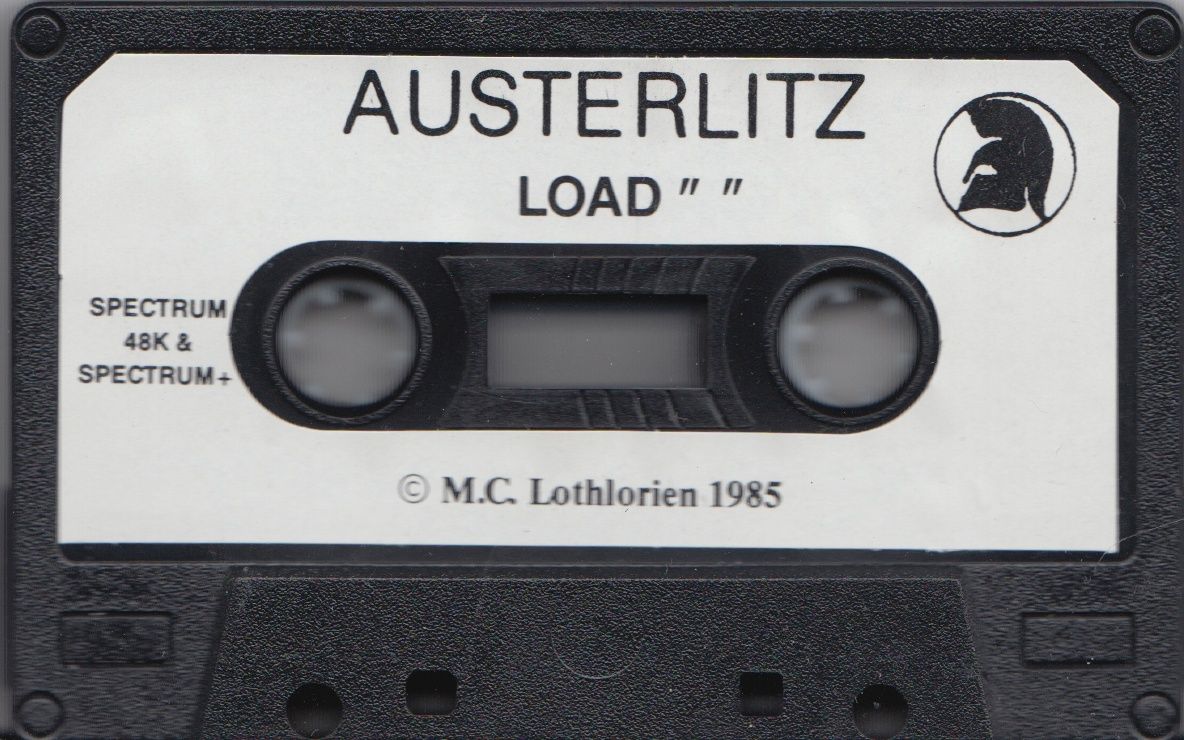 AUSTERLITZ
LOAD " "
SPECTRUM
48K &
SPECTRUM+
© M.C. Lothlorien 1985